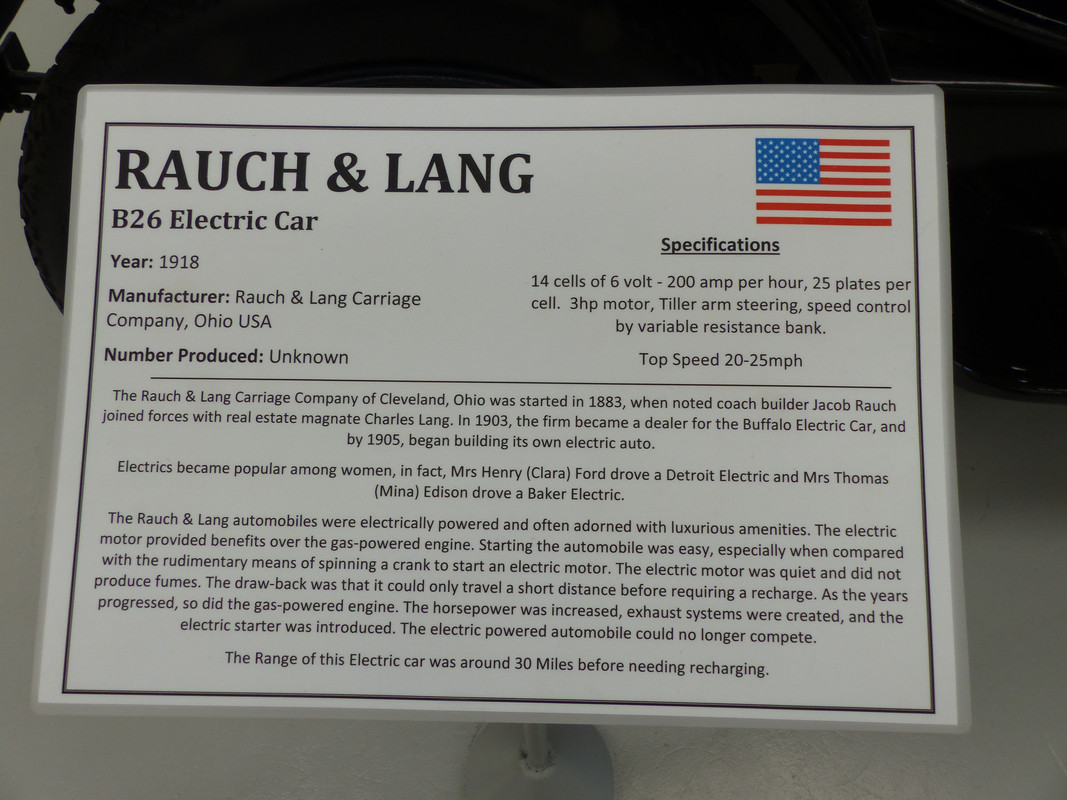 RAUCH & LANG
B26 Electric Car
Year: 1918
Manufacturer: Rauch & Lang Carriage
Company, Ohio USA
Number Produced: Unknown
Specifications
14 cells of 6 volt - 200 amp per hour, 25 plates per
cell. 3hp motor, Tiller arm steering, speed control
by variable resistance bank.
Top Speed 20-25mph
The Rauch & Lang Carriage Company of Cleveland, Ohio was started in 1883, when noted coach builder Jacob Rauch
joined forces with real estate magnate Charles Lang. In 1903, the firm became a dealer for the Buffalo Electric Car, and
by 1905, began building its own electric auto.
Electrics became popular among women, in fact, Mrs Henry (Clara) Ford drove a Detroit Electric and Mrs Thomas
(Mina) Edison drove a Baker Electric.
The Rauch & Lang automobiles were electrically powered and often adorned with luxurious amenities. The electric
motor provided benefits over the gas-powered engine. Starting the automobile was easy, especially when compared
with the rudimentary means of spinning a crank to start an electric motor. The electric motor was quiet and did not
produce fumes. The draw-back was that it could only travel a short distance before requiring a recharge. As the years
progressed, so did the gas-powered engine. The horsepower was increased, exhaust systems were created, and the
electric starter was introduced. The electric powered automobile could no longer compete.
The Range of this Electric car was around 30 Miles before needing recharging.